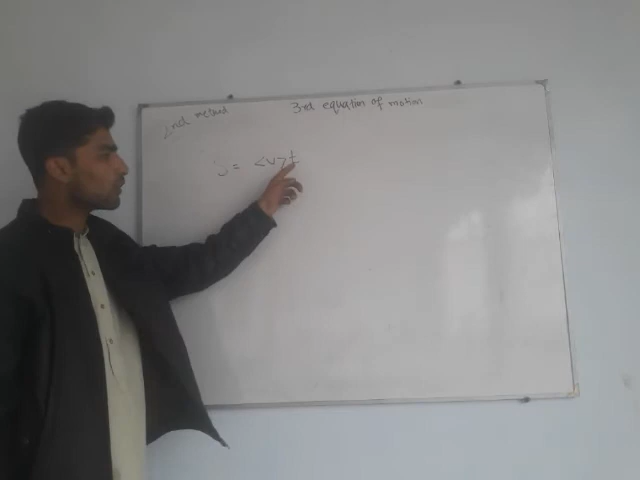 2nd method
3rd equation of motion
S = <v>t